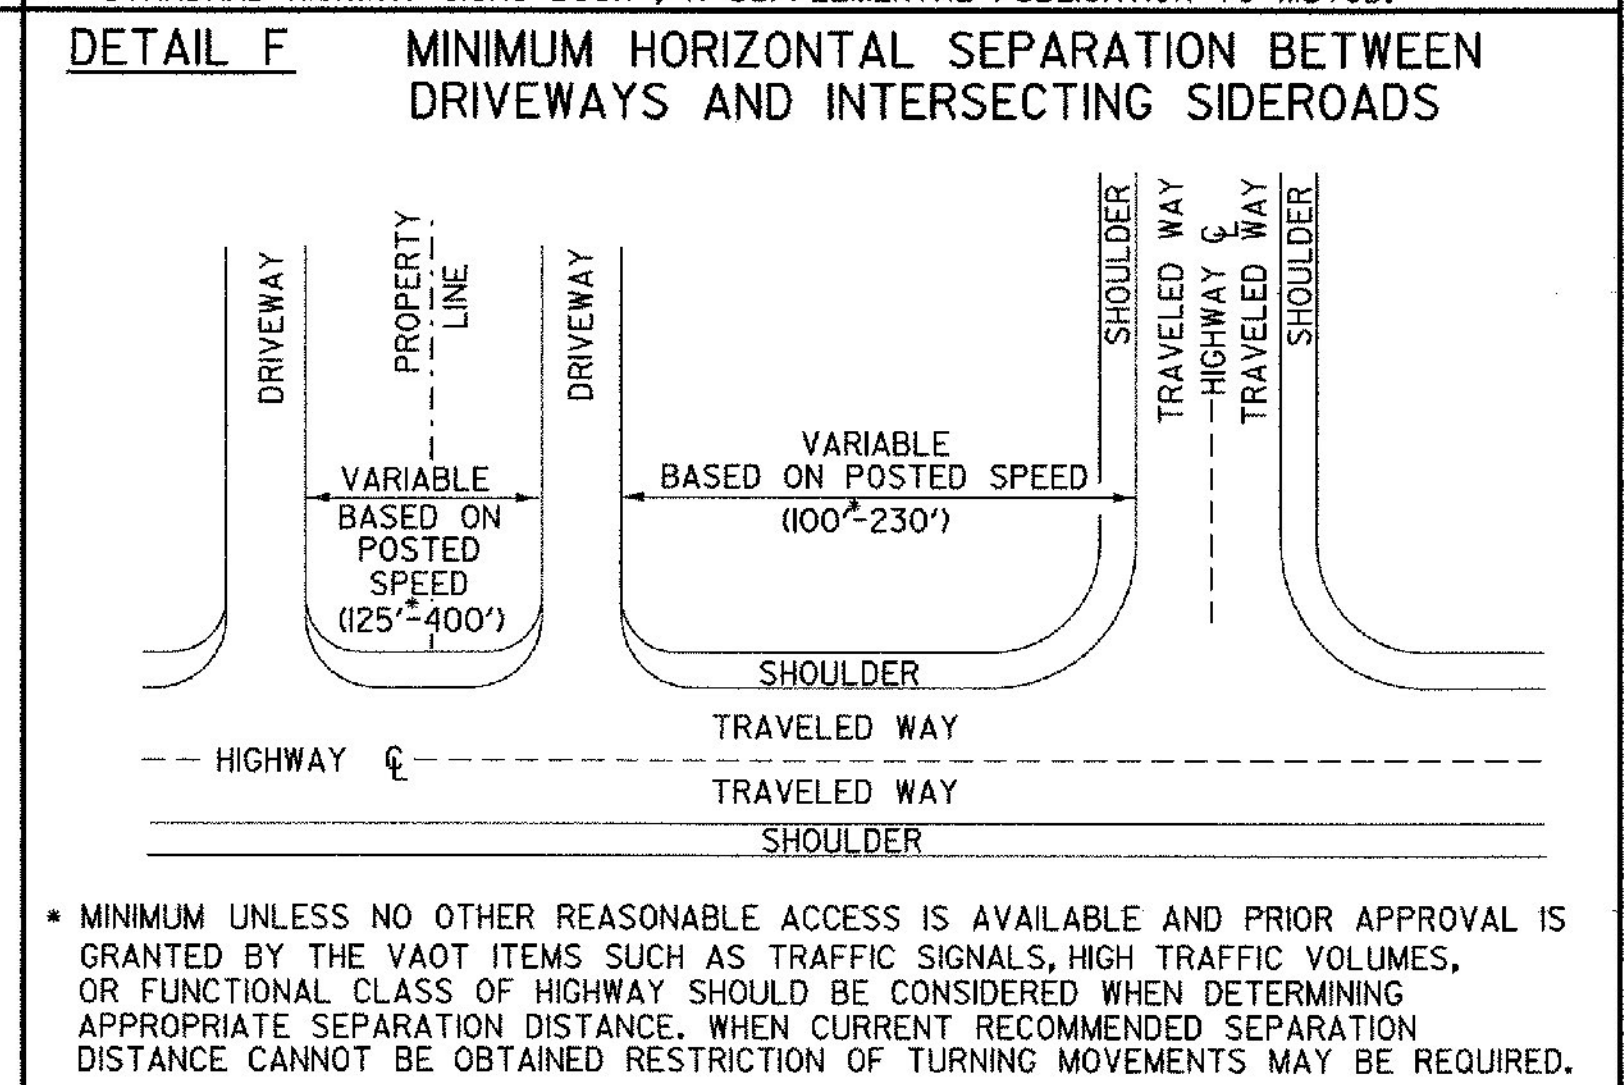 DETAIL F
MINIMUM HORIZONTAL SEPARATION BETWEEN
DRIVEWAYS AND INTERSECTING SIDEROADS
DRIVEWAY
PROPERTY
LINE
DRIVEWAY
SHOULDER
TRAVELED WAY
HIGHWAY ℄
TRAVELED WAY
SHOULDER
VARIABLE
BASED ON
POSTED
SPEED
(125'*-400')
VARIABLE
BASED ON POSTED SPEED
(100'*-230')
SHOULDER
TRAVELED WAY
HIGHWAY ℄
TRAVELED WAY
SHOULDER
* MINIMUM UNLESS NO OTHER REASONABLE ACCESS IS AVAILABLE AND PRIOR APPROVAL IS
GRANTED BY THE VAOT ITEMS SUCH AS TRAFFIC SIGNALS, HIGH TRAFFIC VOLUMES,
OR FUNCTIONAL CLASS OF HIGHWAY SHOULD BE CONSIDERED WHEN DETERMINING
APPROPRIATE SEPARATION DISTANCE. WHEN CURRENT RECOMMENDED SEPARATION
DISTANCE CANNOT BE OBTAINED RESTRICTION OF TURNING MOVEMENTS MAY BE REQUIRED.